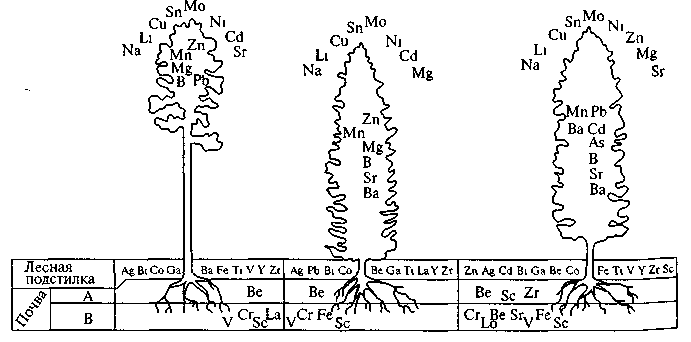 Na Li Cu Sn Mo Ni Cd Sr
Zn
Mn
Mg
B Pb
Na Li Cu Sn Mo Ni Cd Mg
Zn
Mn
Mg
B
Sr
Ba
Na Li Cu Sn Mo Ni Zn Mg Sr
Mn Pb
Ba Cd
As
B
Sr
Ba
Лесная подстилка
Ag Bi Co Ga Ba Fe Ti V Y Zr
Ag Pb Bi Co Be Ga Ti La Y Zr
Zn Ag Cd Bi Ga Be Co Fe Ti V Y Zr Sc
Почва
A
Be
Be
Be Sc Zr
B
V Cr Sc La
V Cr Fe Sc
Cr Lo Be Sr V Fe Sc